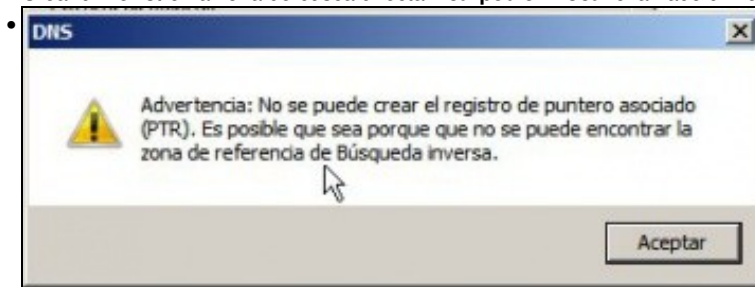 DNS
Advertencia: No se puede crear el registro de puntero asociado
(PTR). Es posible que sea porque que no se puede encontrar la
zona de referencia de Búsqueda inversa.
Aceptar